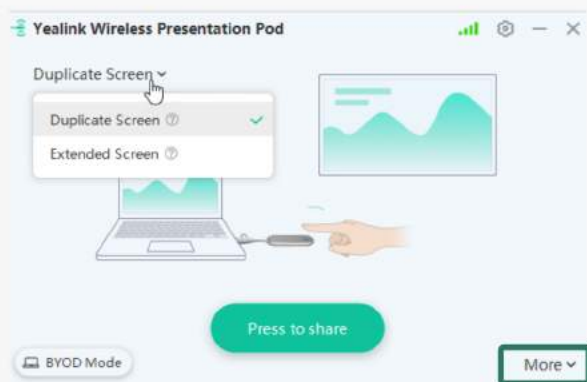 Yealink Wireless Presentation Pod
Duplicate Screen
Duplicate Screen
Extended Screen
Press to share
BYOD Mode
More